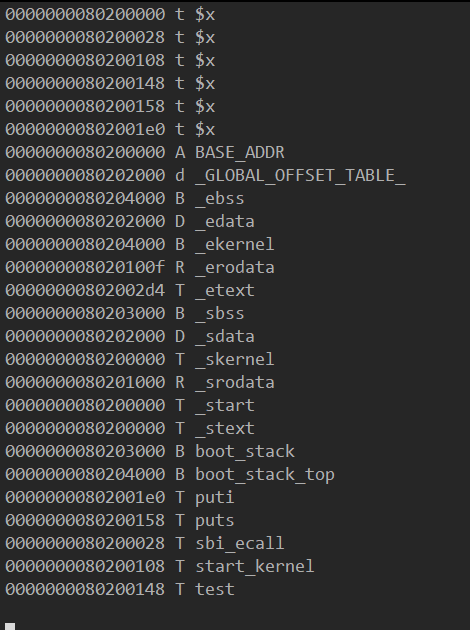 0000000080200000 t $x
0000000080200028 t $x
0000000080200108 t $x
0000000080200148 t $x
0000000080200158 t $x
00000000802001e0 t $x
0000000080200000 A BASE_ADDR
0000000080202000 d _GLOBAL_OFFSET_TABLE_
0000000080204000 B _ebss
0000000080202000 D _edata
0000000080204000 B _ekernel
000000008020100f R _erodata
00000000802002d4 T _etext
0000000080203000 B _sbss
0000000080202000 D _sdata
0000000080200000 T _skernel
0000000080201000 R _srodata
0000000080200000 T _start
0000000080200000 T _stext
0000000080203000 B boot_stack
0000000080204000 B boot_stack_top
00000000802001e0 T puti
0000000080200158 T puts
0000000080200028 T sbi_ecall
0000000080200108 T start_kernel
0000000080200148 T test